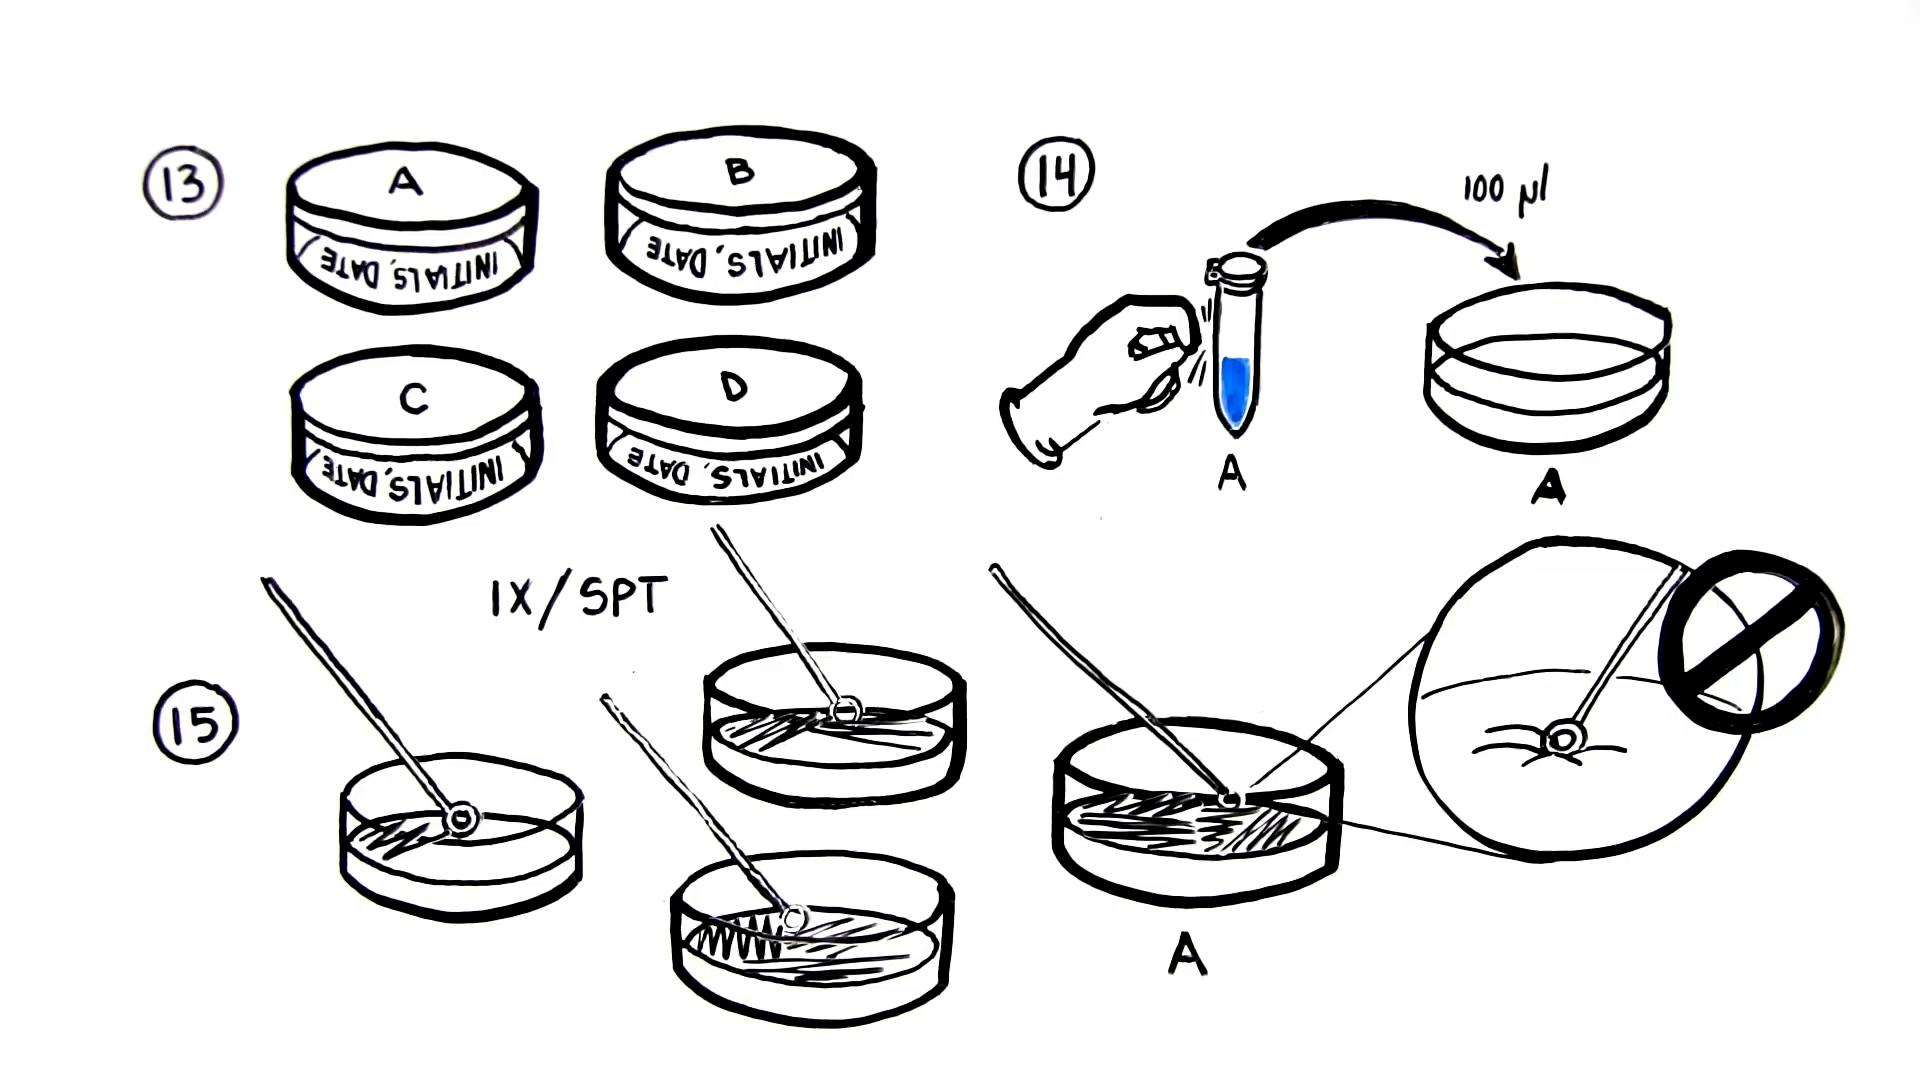 13
A
INITIALS, DATE
B
INITIALS, DATE
C
INITIALS, DATE
D
INITIALS, DATE
14
100 µl
A
A
15
1X/SPT
A